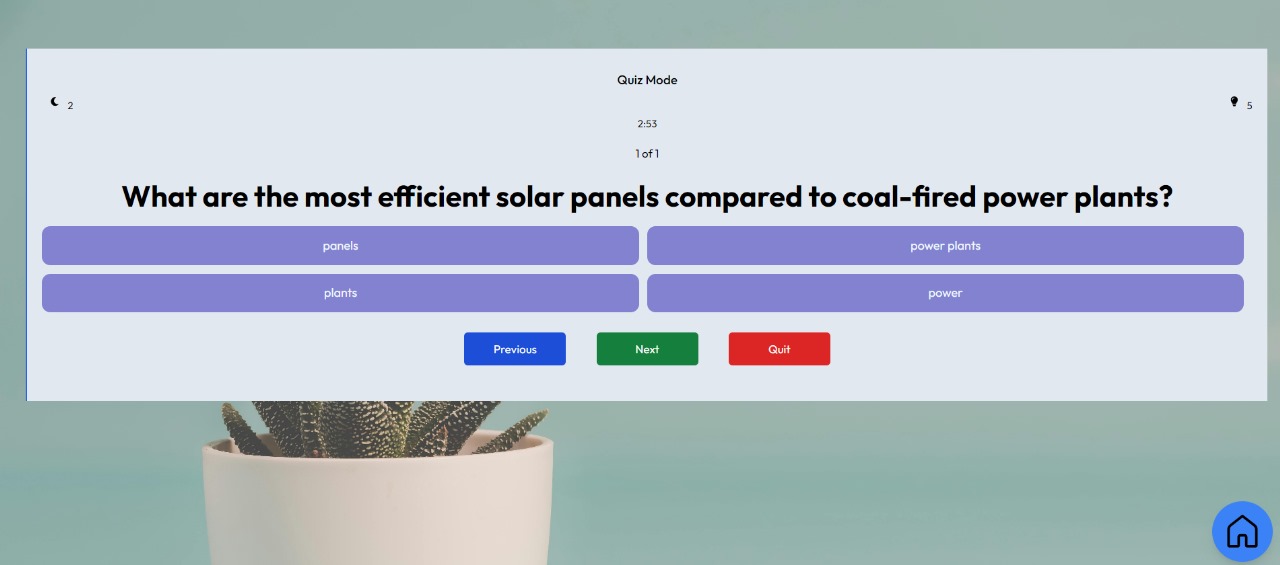 Quiz Mode
2 5
2:53
1 of 1
What are the most efficient solar panels compared to coal-fired power plants?
panels power plants
plants power
Previous Next Quit